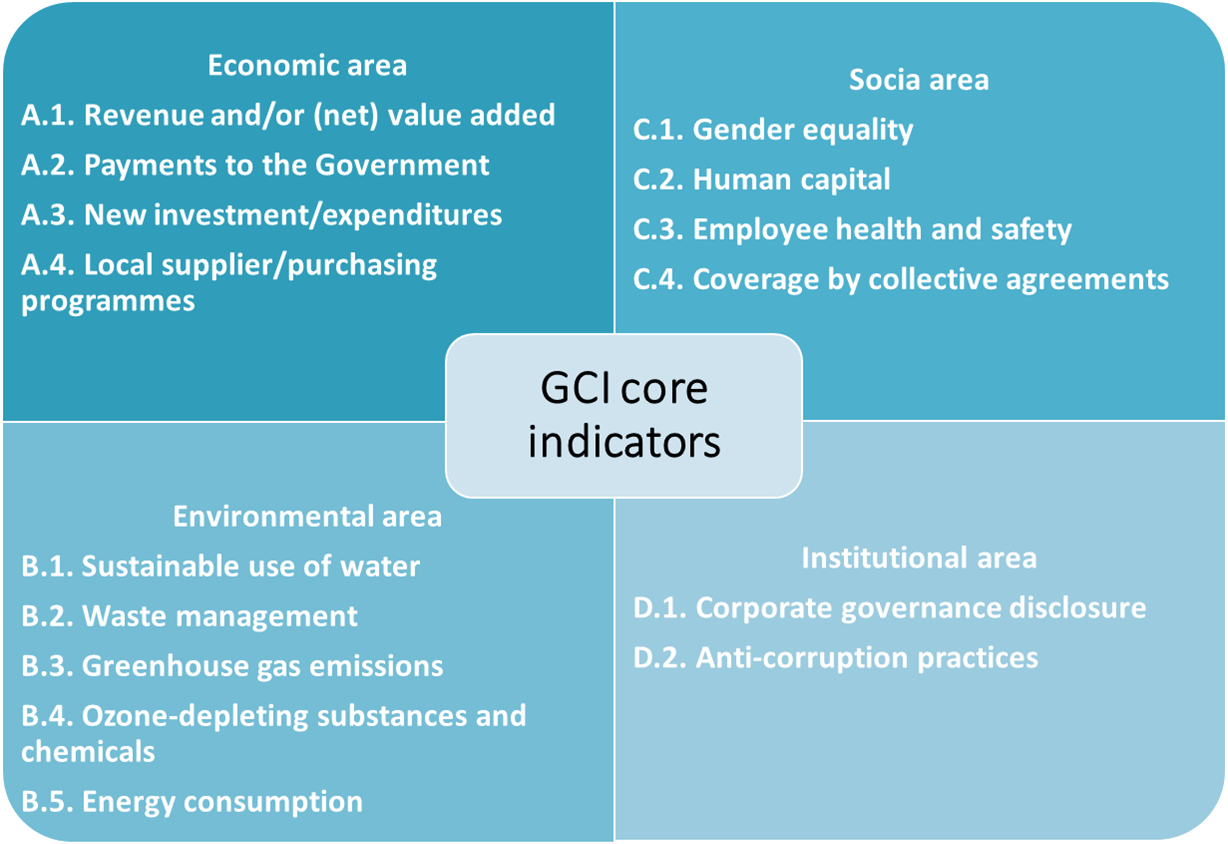 Economic area
A.1. Revenue and/or (net) value added
A.2. Payments to the Government
A.3. New investment/expenditures
A.4. Local supplier/purchasing
programmes
Socia area
C.1. Gender equality
C.2. Human capital
C.3. Employee health and safety
C.4. Coverage by collective agreements
GCI core
indicators
Environmental area
B.1. Sustainable use of water
B.2. Waste management
B.3. Greenhouse gas emissions
B.4. Ozone-depleting substances and
chemicals
B.5. Energy consumption
Institutional area
D.1. Corporate governance disclosure
D.2. Anti-corruption practices